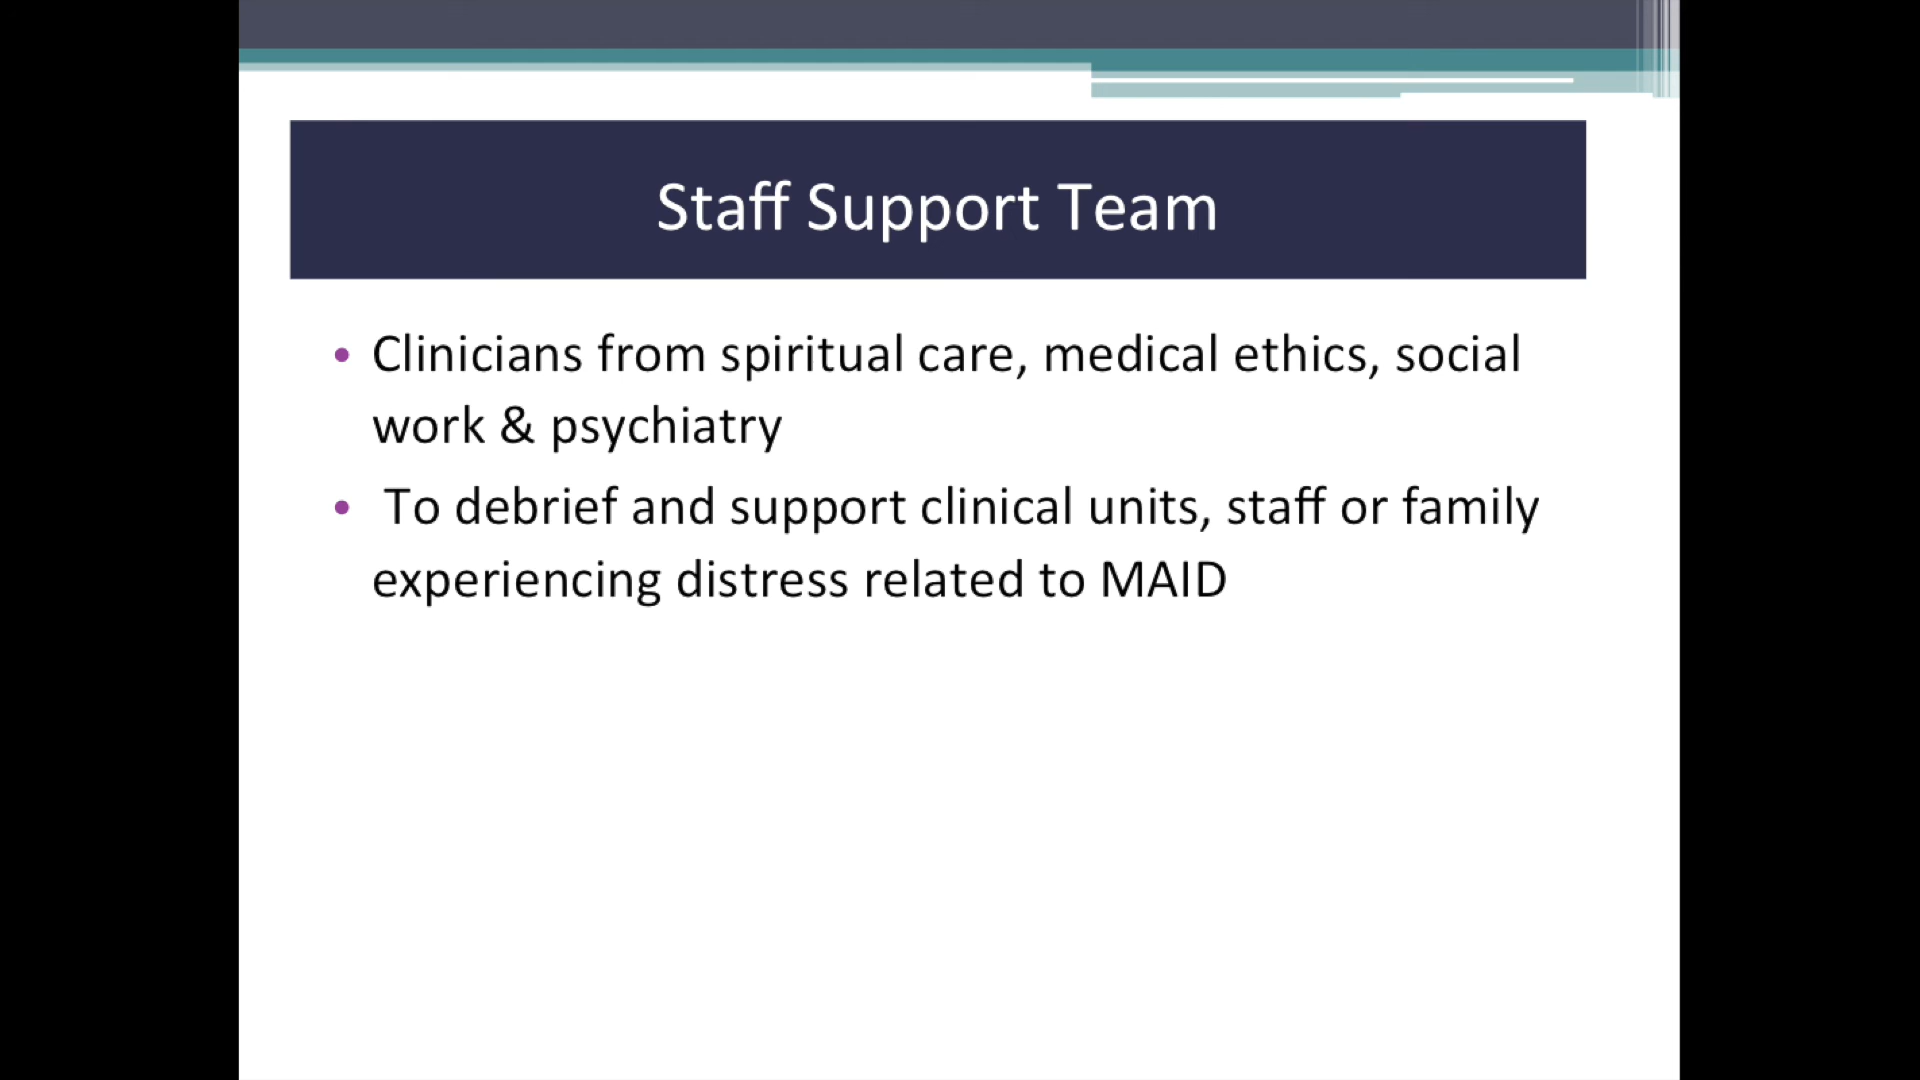 Staff Support Team
• Clinicians from spiritual care, medical ethics, social
work & psychiatry
• To debrief and support clinical units, staff or family
experiencing distress related to MAID